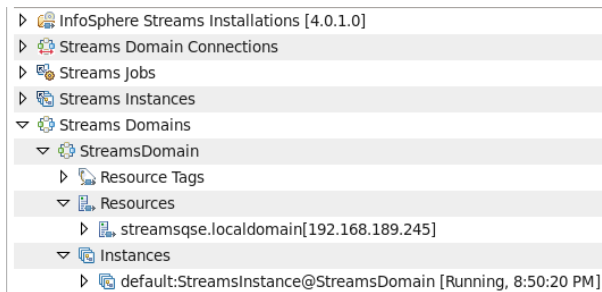 InfoSphere Streams Installations [4.0.1.0]
Streams Domain Connections
Streams Jobs
Streams Instances
Streams Domains
StreamsDomain
Resource Tags
Resources
streamsqse.localdomain[192.168.189.245]
Instances
default:StreamsInstance@StreamsDomain [Running, 8:50:20 PM]